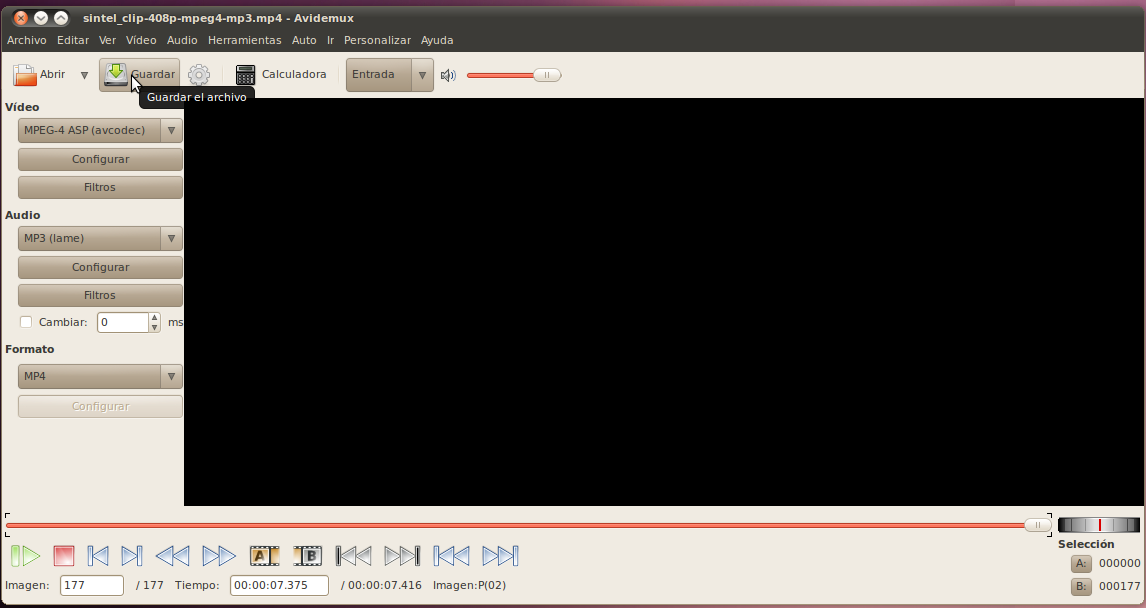 sintel_clip-408p-mpeg4-mp3.mp4 - Avidemux
Archivo Editar Ver Vídeo Audio Herramientas Auto Ir Personalizar Ayuda
Abrir Guardar Calculadora Entrada
Guardar el archivo
Vídeo
MPEG-4 ASP (avcodec)
Configurar
Filtros
Audio
MP3 (lame)
Configurar
Filtros
Cambiar: 0 ms
Formato
MP4
Configurar
A B
Selección
A: 000000
B: 000177
Imagen: 177 / 177 Tiempo: 00:00:07.375 / 00:00:07.416 Imagen:P(02)